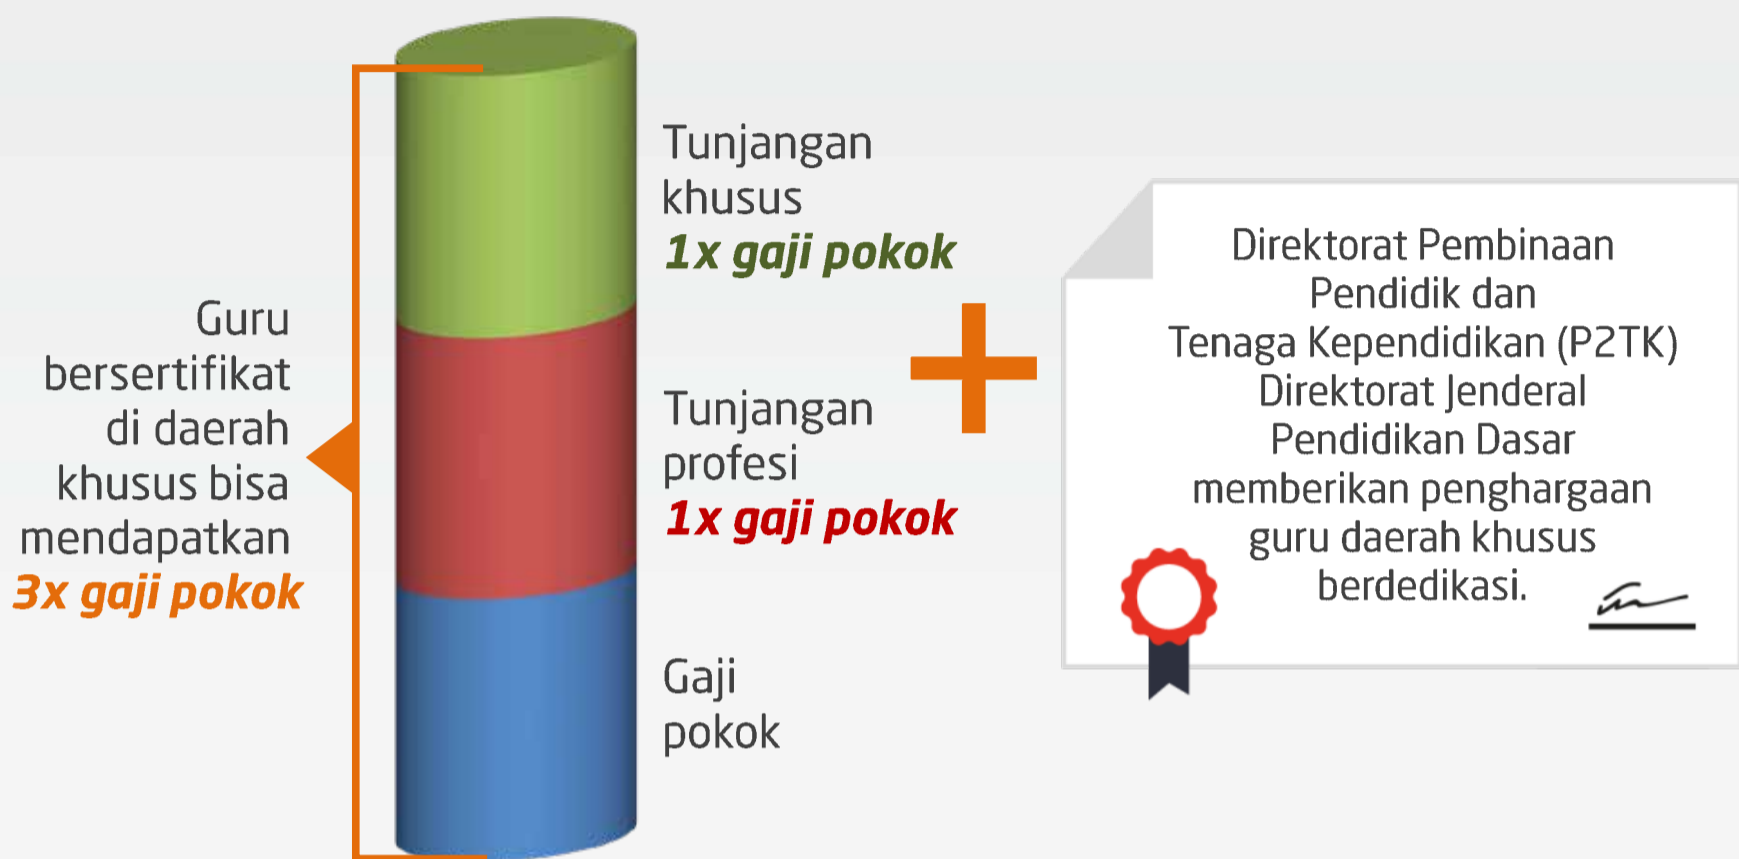 Guru
bersertifikat
di daerah
khusus bisa
mendapatkan
3x gaji pokok
Tunjangan
khusus
1x gaji pokok
Tunjangan
profesi
1x gaji pokok
Gaji
pokok
Direktorat Pembinaan
Pendidik dan
Tenaga Kependidikan (P2TK)
Direktorat Jenderal
Pendidikan Dasar
memberikan penghargaan
guru daerah khusus
berdedikasi.